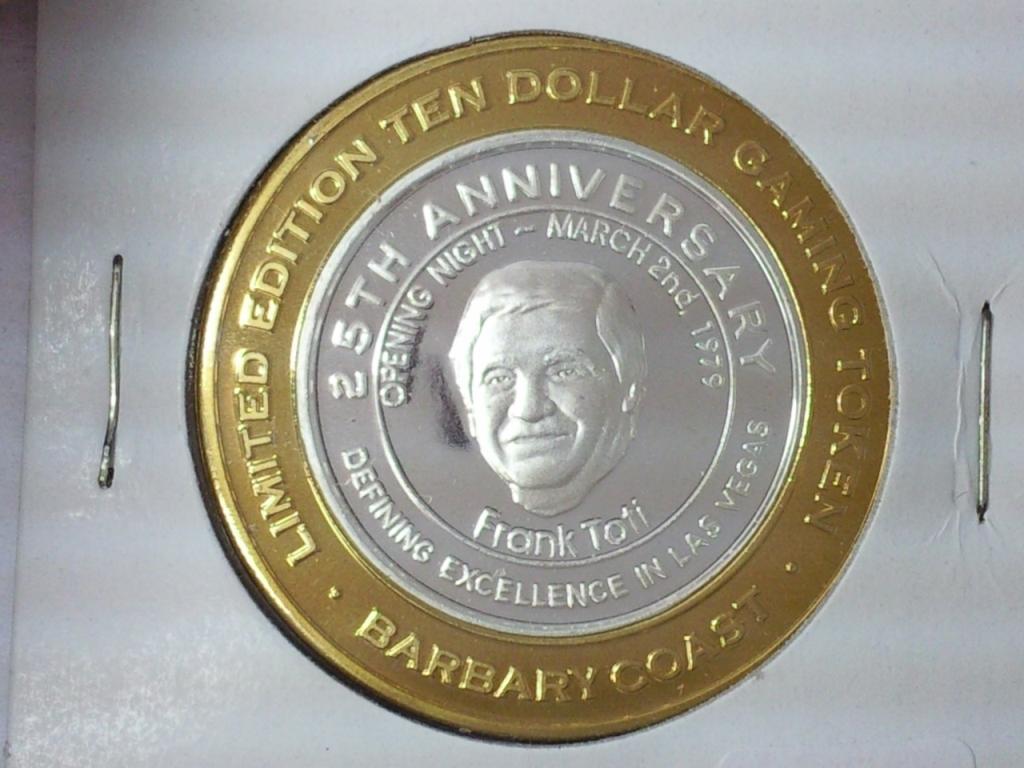 LIMITED EDITION TEN DOLLAR GAMING TOKEN
• BARBARY COAST •
25TH ANNIVERSARY
DEFINING EXCELLENCE IN LAS VEGAS
OPENING NIGHT ~ MARCH 2nd, 1979
Frank Toti